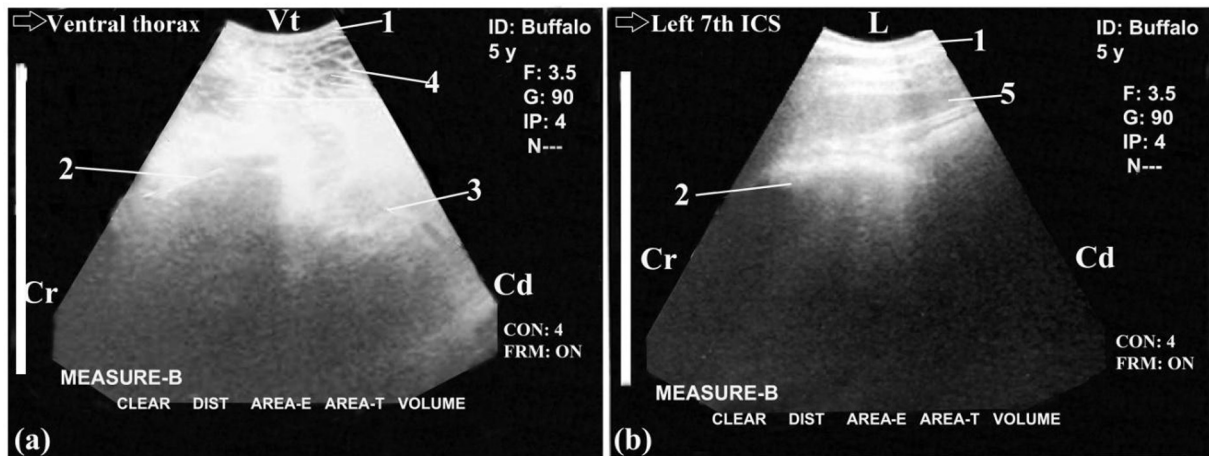 Ventral thorax
Vt
1
ID: Buffalo
5 y
F: 3.5
G: 90
IP: 4
N---
4
2
3
Cr
Cd
CON: 4
FRM: ON
MEASURE-B
CLEAR DIST AREA-E AREA-T VOLUME
(a)
Left 7th ICS
L
1
ID: Buffalo
5 y
F: 3.5
G: 90
IP: 4
N---
5
2
Cr
Cd
CON: 4
FRM: ON
MEASURE-B
CLEAR DIST AREA-E AREA-T VOLUME
(b)